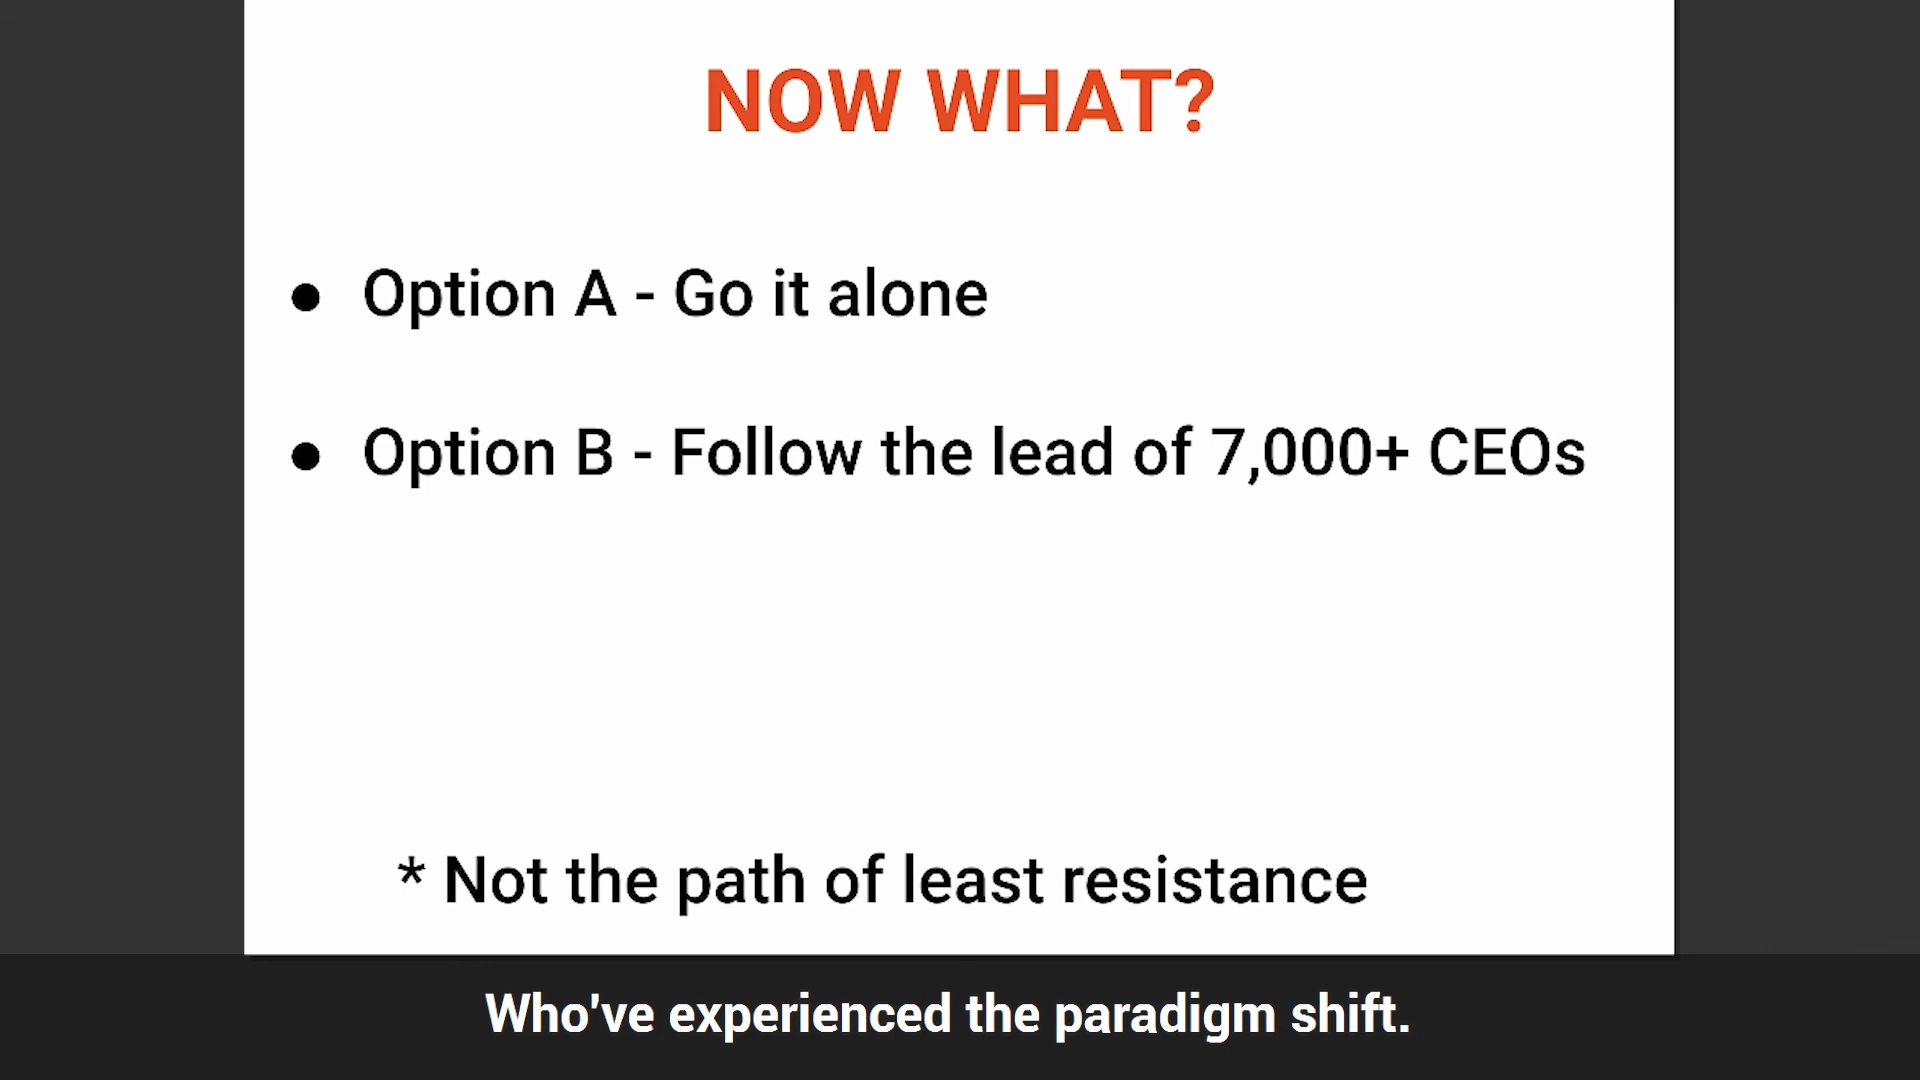 NOW WHAT?
● Option A - Go it alone
● Option B - Follow the lead of 7,000+ CEOs
* Not the path of least resistance
Who've experienced the paradigm shift.